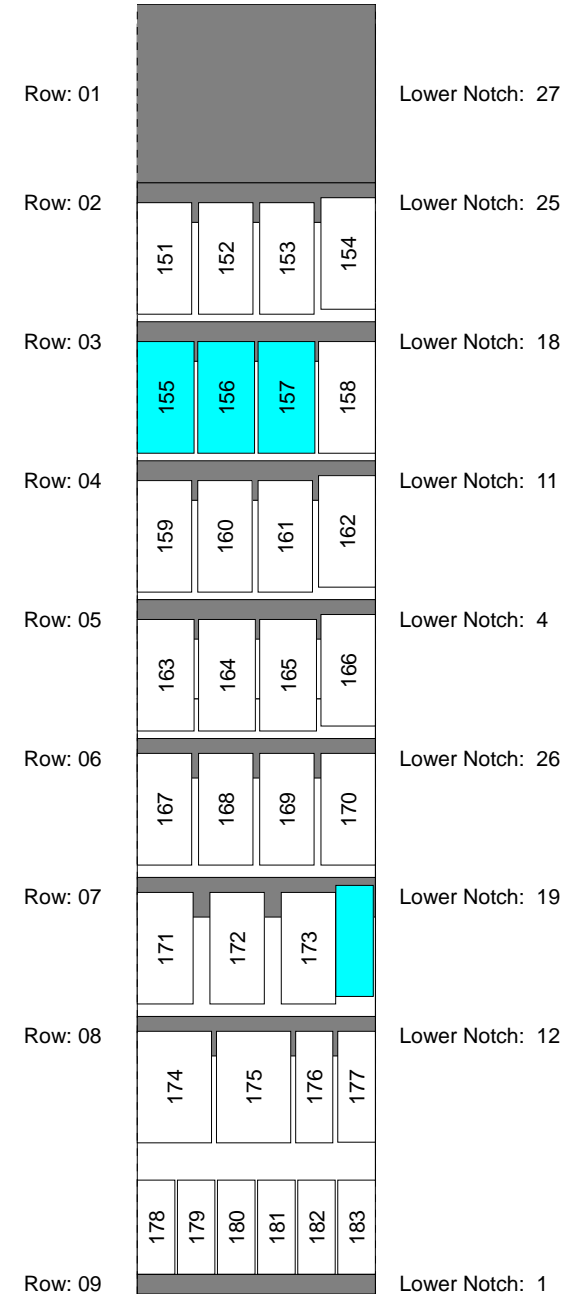 Row: 01 Lower Notch: 27
Row: 02 Lower Notch: 25
151 152 153 154
Row: 03 Lower Notch: 18
155 156 157 158
Row: 04 Lower Notch: 11
159 160 161 162
Row: 05 Lower Notch: 4
163 164 165 166
Row: 06 Lower Notch: 26
167 168 169 170
Row: 07 Lower Notch: 19
171 172 173
Row: 08 Lower Notch: 12
174 175 176 177
178 179 180 181 182 183
Row: 09 Lower Notch: 1